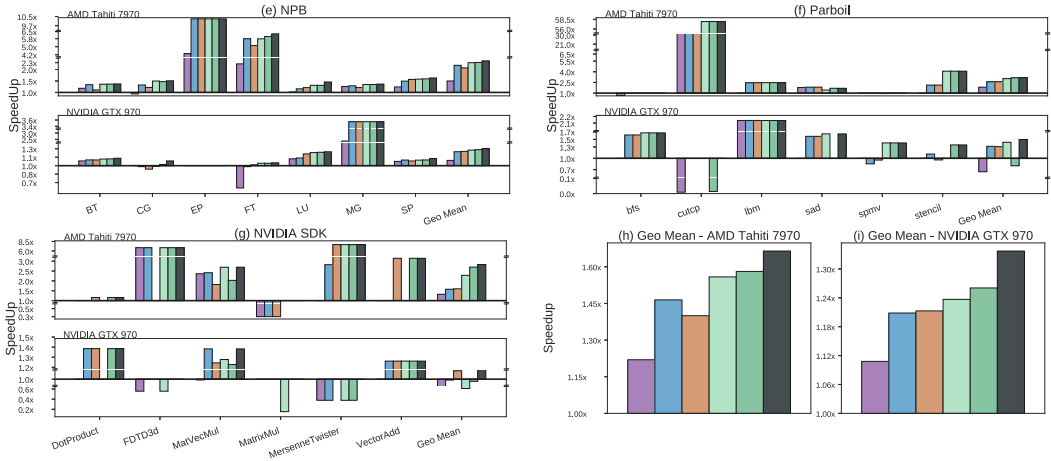 (e) NPB
AMD Tahiti 7970
10.5x
9.7x
6.5x
5.8x
5.0x
4.2x
2.3x
1.5x
1.0x
SpeedUp
NVIDIA GTX 970
3.6x
3.4x
3.0x
2.5x
1.3x
1.0x
0.8x
0.7x
SpeedUp
BT
CG
EP
FT
LU
MG
SP
Geo Mean
(f) Parboil
AMD Tahiti 7970
58.5x
56.0x
30.0x
21.0x
5.5x
4.0x
2.5x
1.0x
SpeedUp
NVIDIA GTX 970
2.2x
2.1x
1.7x
1.5x
1.3x
1.0x
0.7x
0.1x
0.0x
SpeedUp
bfs
cutcp
lbm
sad
spmv
stencil
Geo Mean
(g) NVIDIA SDK
AMD Tahiti 7970
8.5x
6.0x
3.0x
2.5x
1.5x
1.0x
0.5x
0.3x
SpeedUp
NVIDIA GTX 970
1.5x
1.4x
1.2x
1.0x
0.6x
0.4x
0.2x
SpeedUp
DotProduct
FDTD3d
MatVecMul
MatrixMul
MersenneTwister
VectorAdd
Geo Mean
(h) Geo Mean - AMD Tahiti 7970
1.60x
1.45x
1.30x
1.15x
1.00x
Speedup
(i) Geo Mean - NVIDIA GTX 970
1.30x
1.24x
1.18x
1.12x
1.06x
1.00x